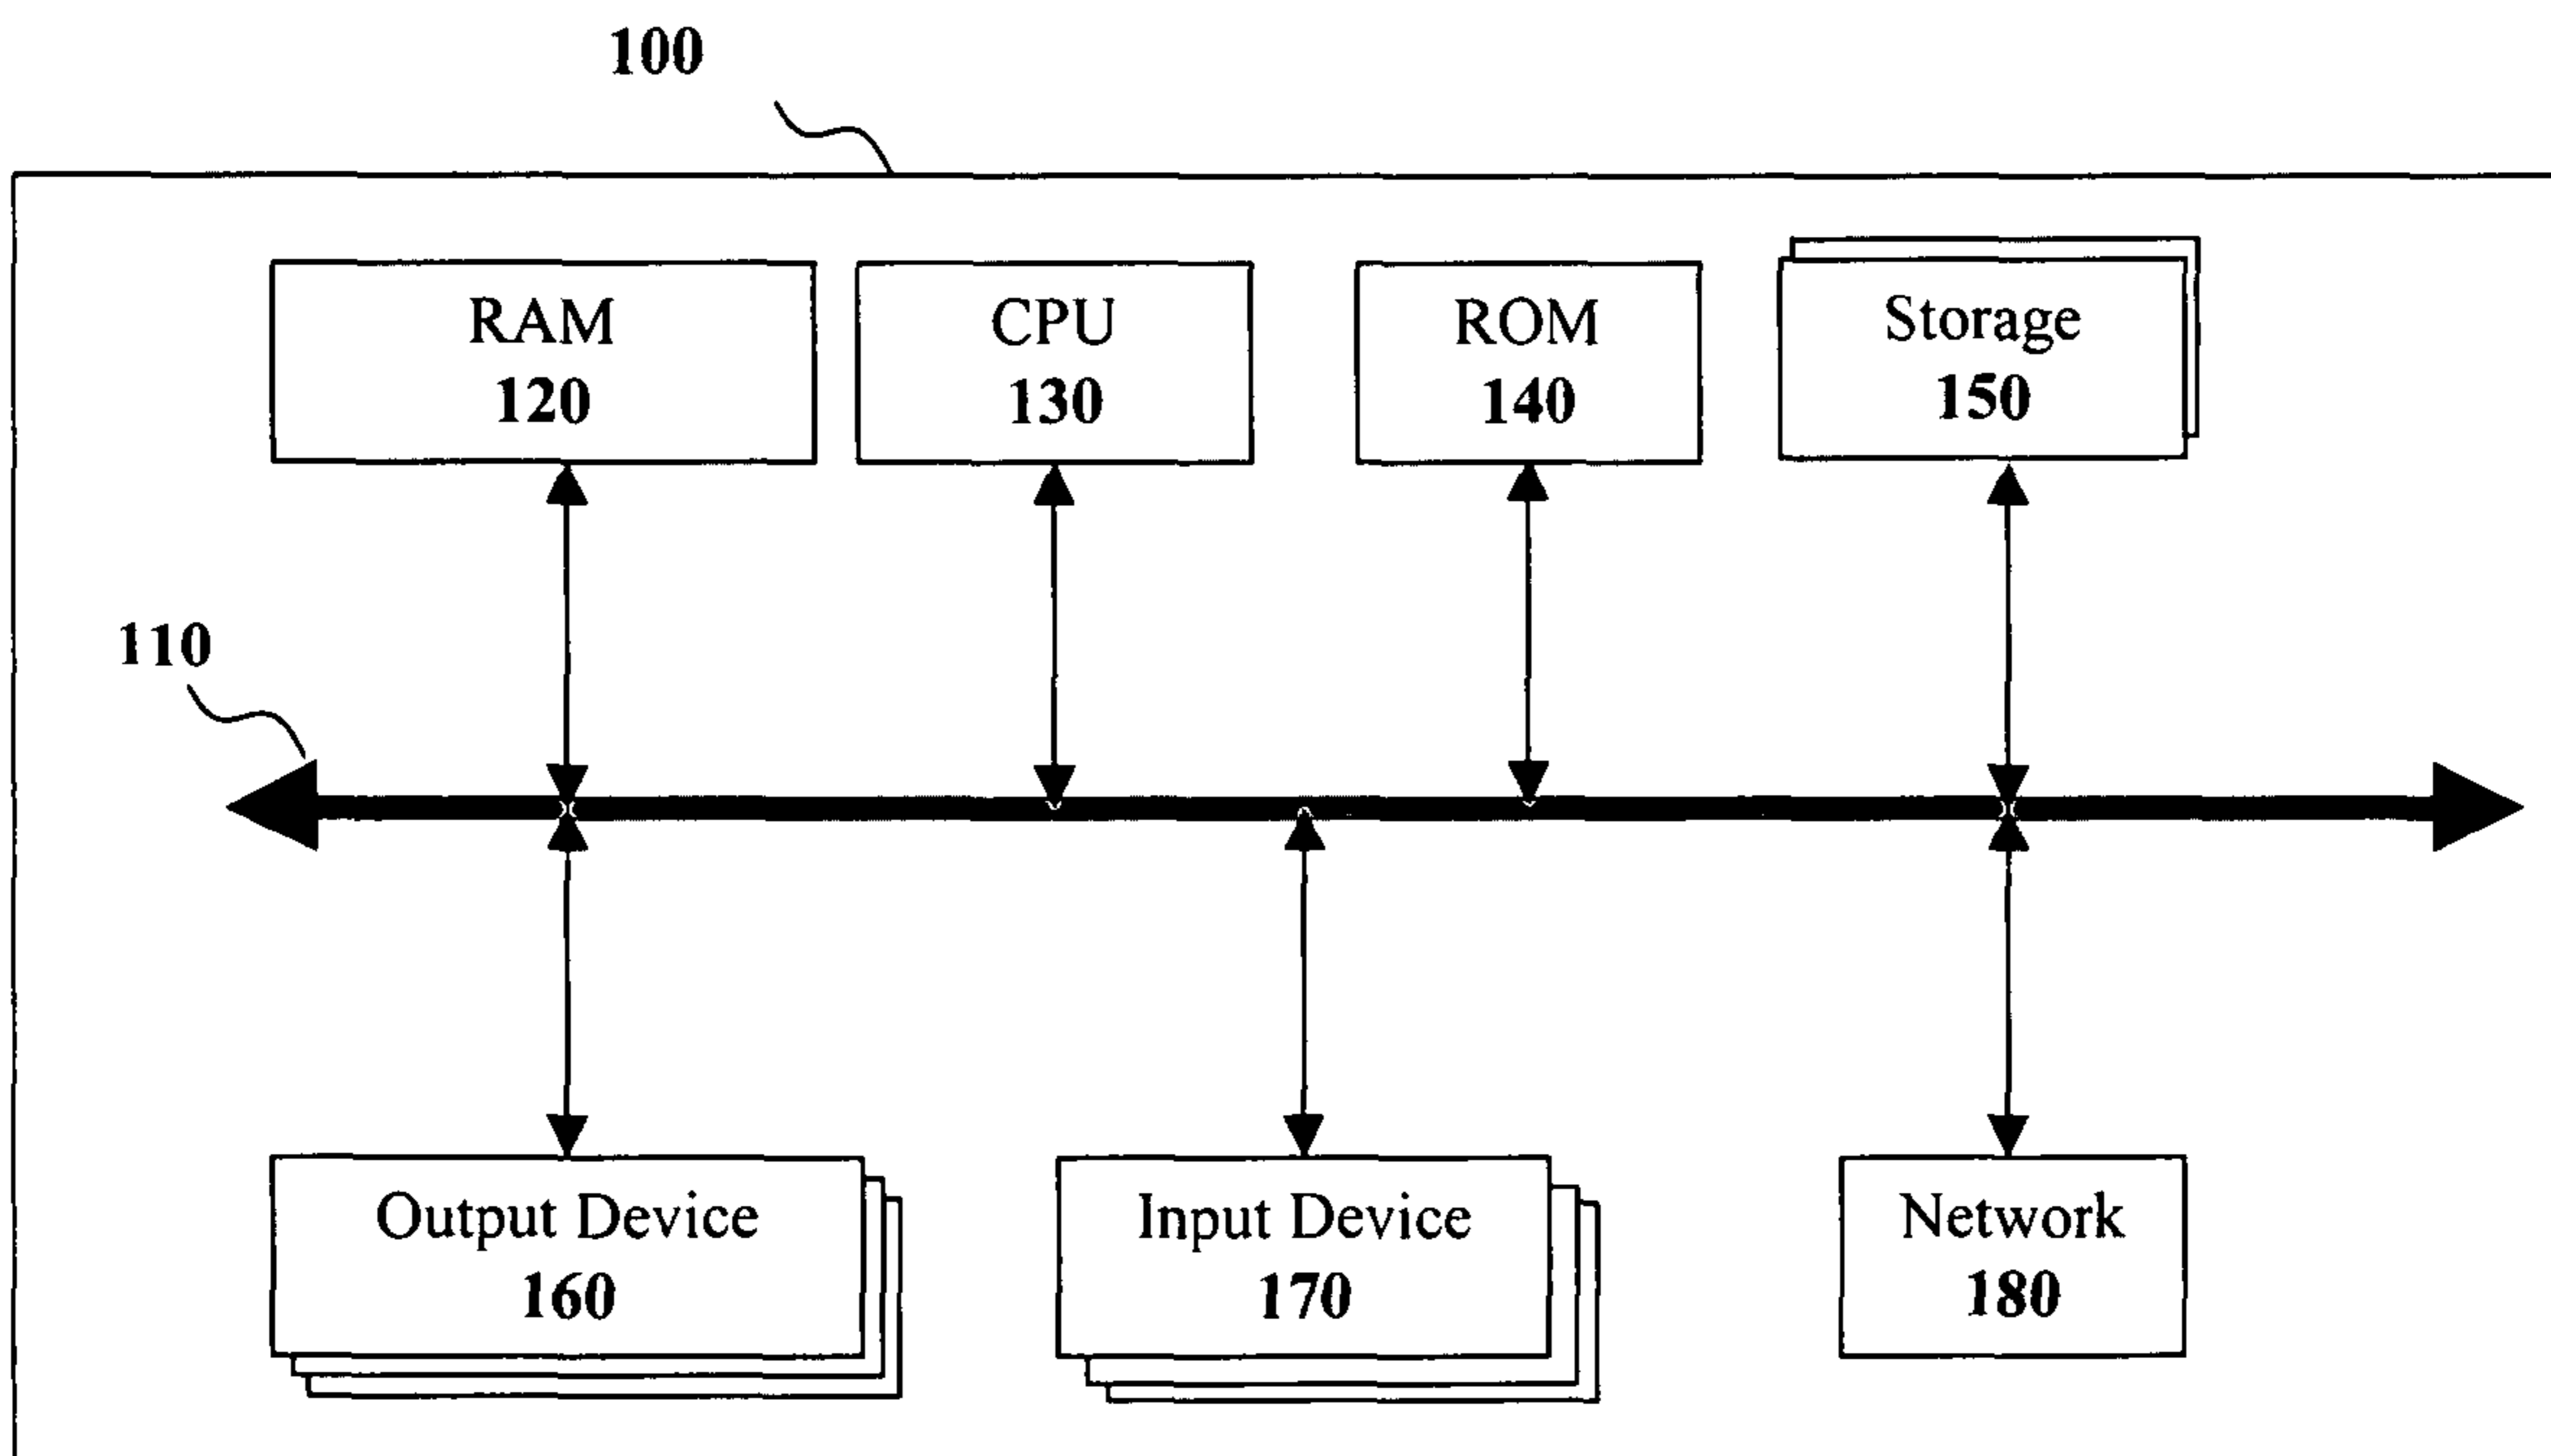 100
RAM
120
CPU
130
ROM
140
Storage
150
110
Output Device
160
Input Device
170
Network
180